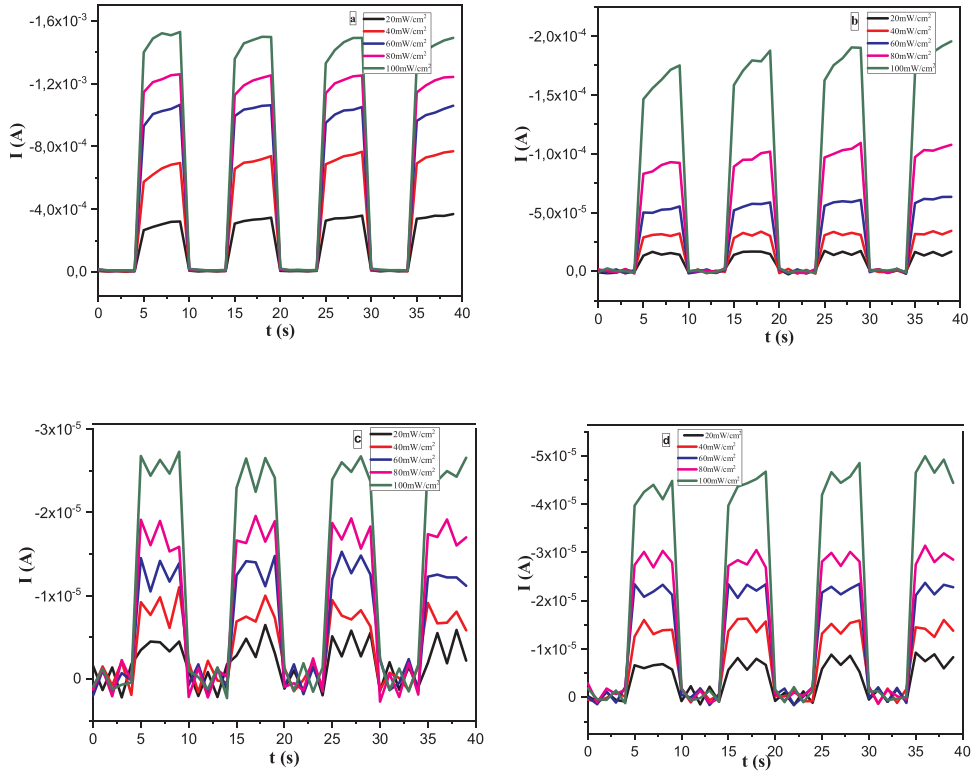 a
20mW/cm²
40mW/cm²
60mW/cm²
80mW/cm²
100mW/cm²
-1,6x10⁻³
-1,2x10⁻³
-8,0x10⁻⁴
-4,0x10⁻⁴
0,0
I (A)
0 5 10 15 20 25 30 35 40
t (s)
b
20mW/cm²
40mW/cm²
60mW/cm²
80mW/cm²
100mW/cm²
-2,0x10⁻⁴
-1,5x10⁻⁴
-1,0x10⁻⁴
-5,0x10⁻⁵
0,0
I (A)
0 5 10 15 20 25 30 35 40
t (s)
c
20mW/cm²
40mW/cm²
60mW/cm²
80mW/cm²
100mW/cm²
-3x10⁻⁵
-2x10⁻⁵
-1x10⁻⁵
0
I (A)
0 5 10 15 20 25 30 35 40
t (s)
d
20mW/cm²
40mW/cm²
60mW/cm²
80mW/cm²
100mW/cm²
-5x10⁻⁵
-4x10⁻⁵
-3x10⁻⁵
-2x10⁻⁵
-1x10⁻⁵
0
I (A)
0 5 10 15 20 25 30 35 40
t (s)